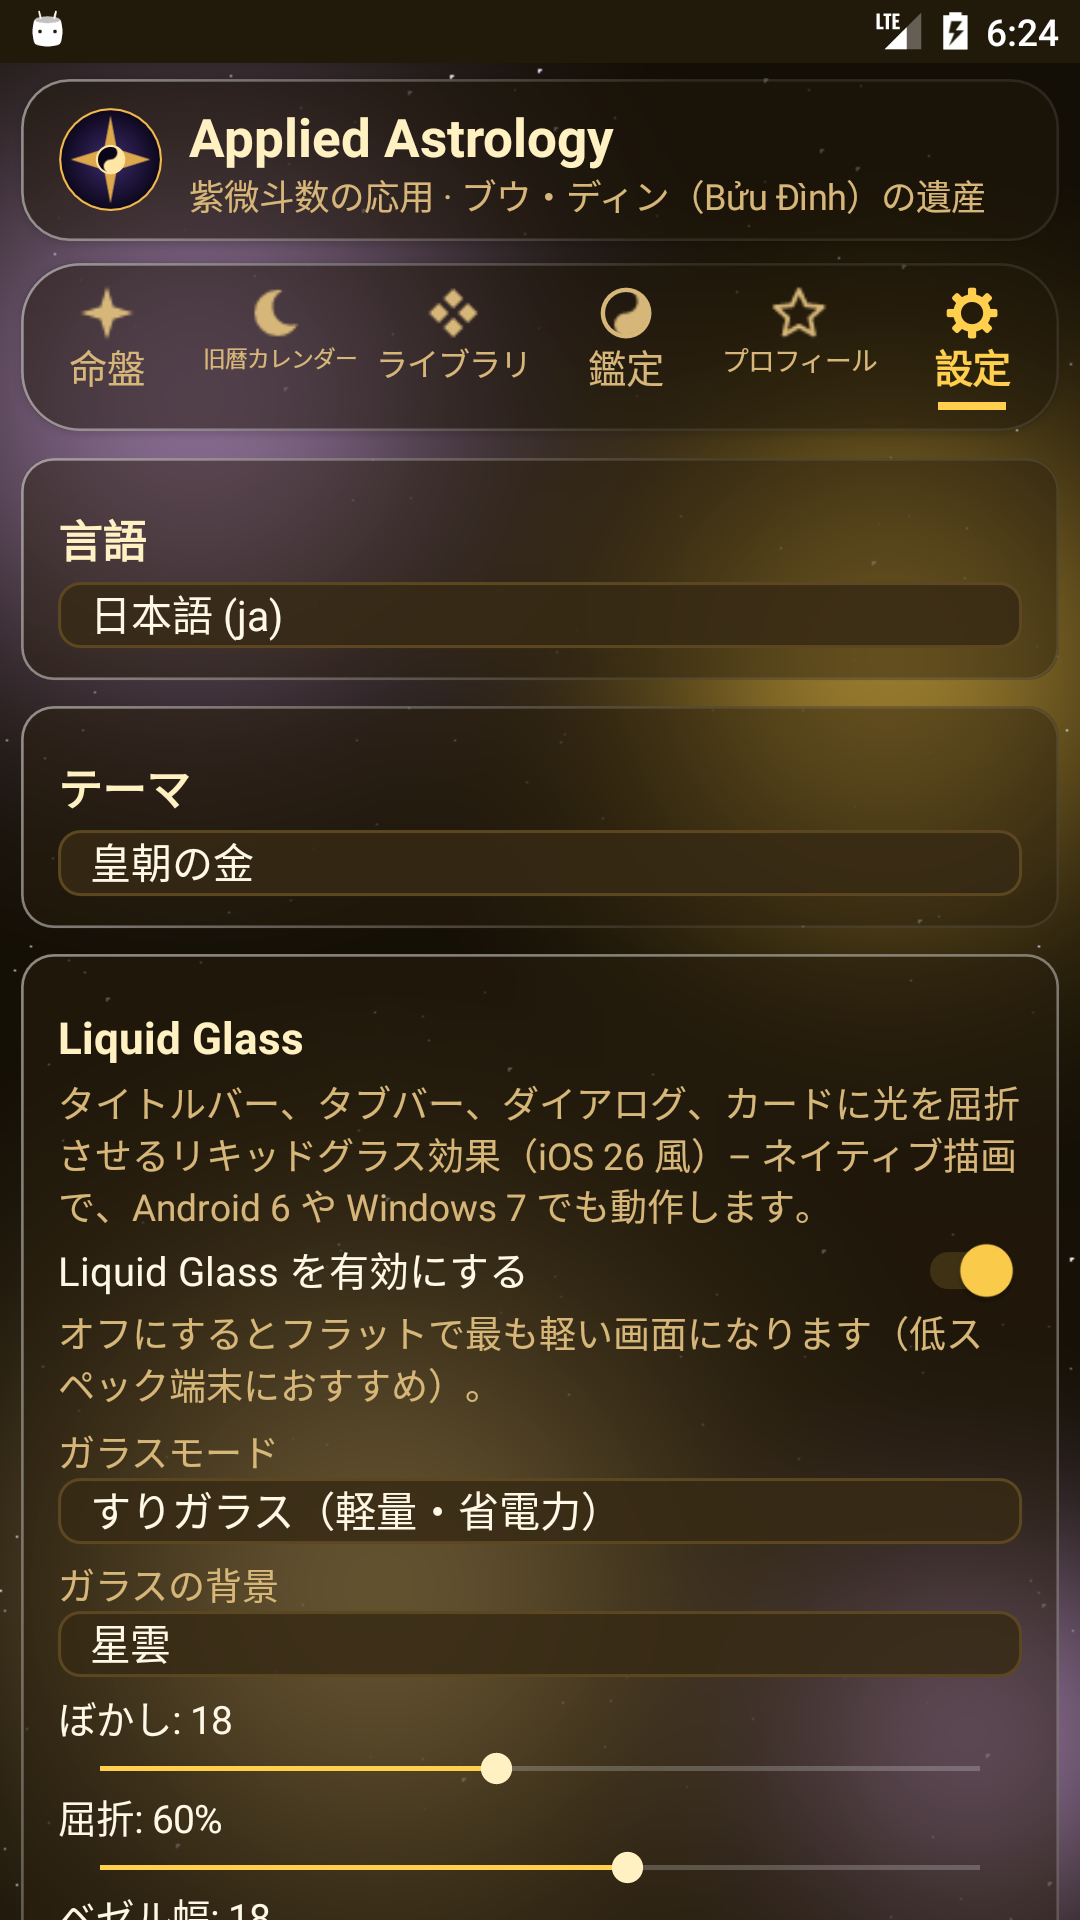 LTE 6:24
Applied Astrology
紫微斗数の応用 · ブウ・ディン（Bửu Đình）の遺産
命盤 旧暦カレンダー ライブラリ 鑑定 プロフィール 設定
言語
日本語 (ja)
テーマ
皇朝の金
Liquid Glass
タイトルバー、タブバー、ダイアログ、カードに光を屈折
させるリキッドグラス効果（iOS 26 風）– ネイティブ描画
で、Android 6 や Windows 7 でも動作します。
Liquid Glass を有効にする
オフにするとフラットで最も軽い画面になります（低ス
ペック端末におすすめ）。
ガラスモード
すりガラス（軽量・省電力）
ガラスの背景
星雲
ぼかし: 18
屈折: 60%
ベゼル幅: 18